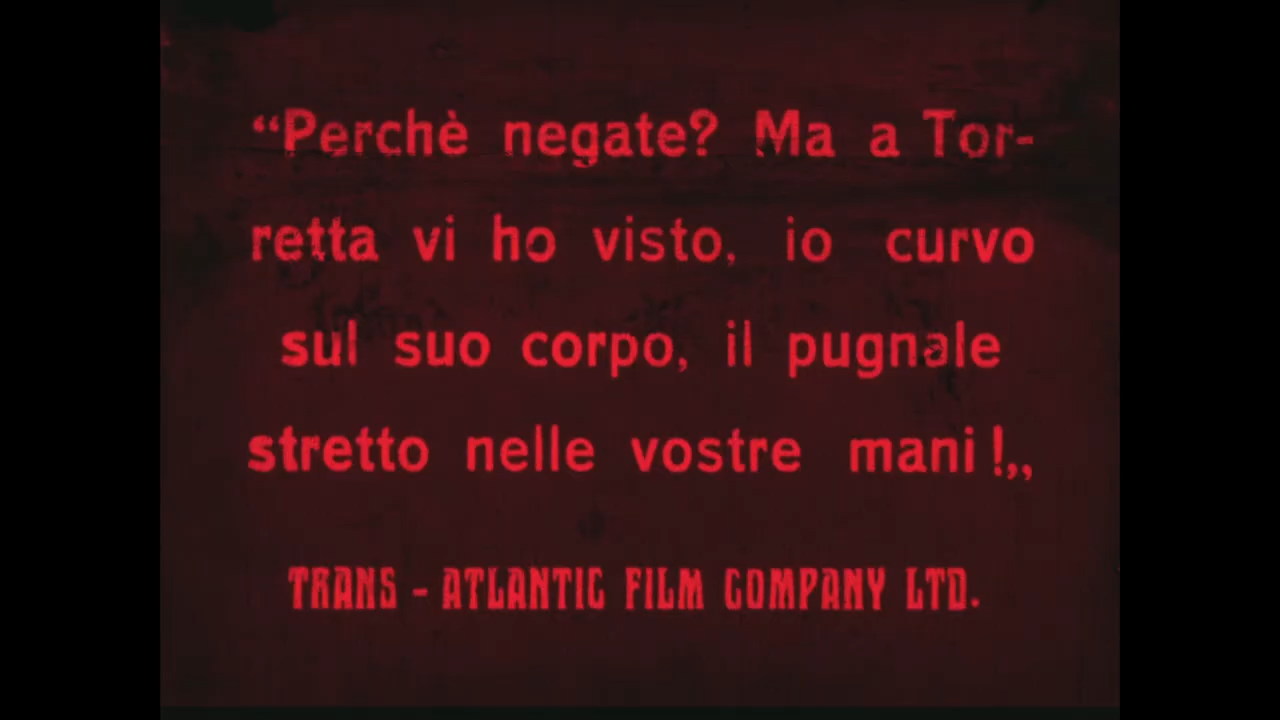 “Perchè negate? Ma a Tor-
retta vi ho visto, io curvo
sul suo corpo, il pugnale
stretto nelle vostre mani!„
TRANS - ATLANTIC FILM COMPANY LTD.